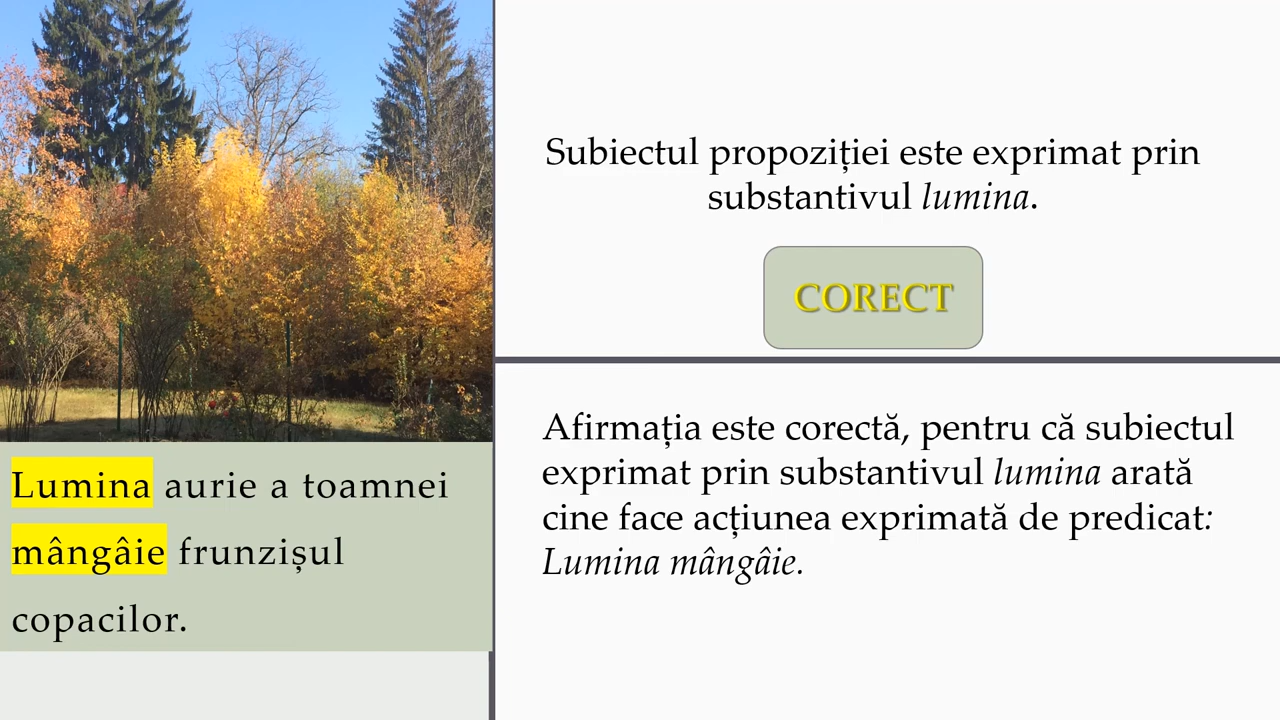 Lumina aurie a toamnei
mângâie frunzișul
copacilor.
Subiectul propoziției este exprimat prin
substantivul lumina.
CORECT
Afirmația este corectă, pentru că subiectul
exprimat prin substantivul lumina arată
cine face acțiunea exprimată de predicat:
Lumina mângâie.